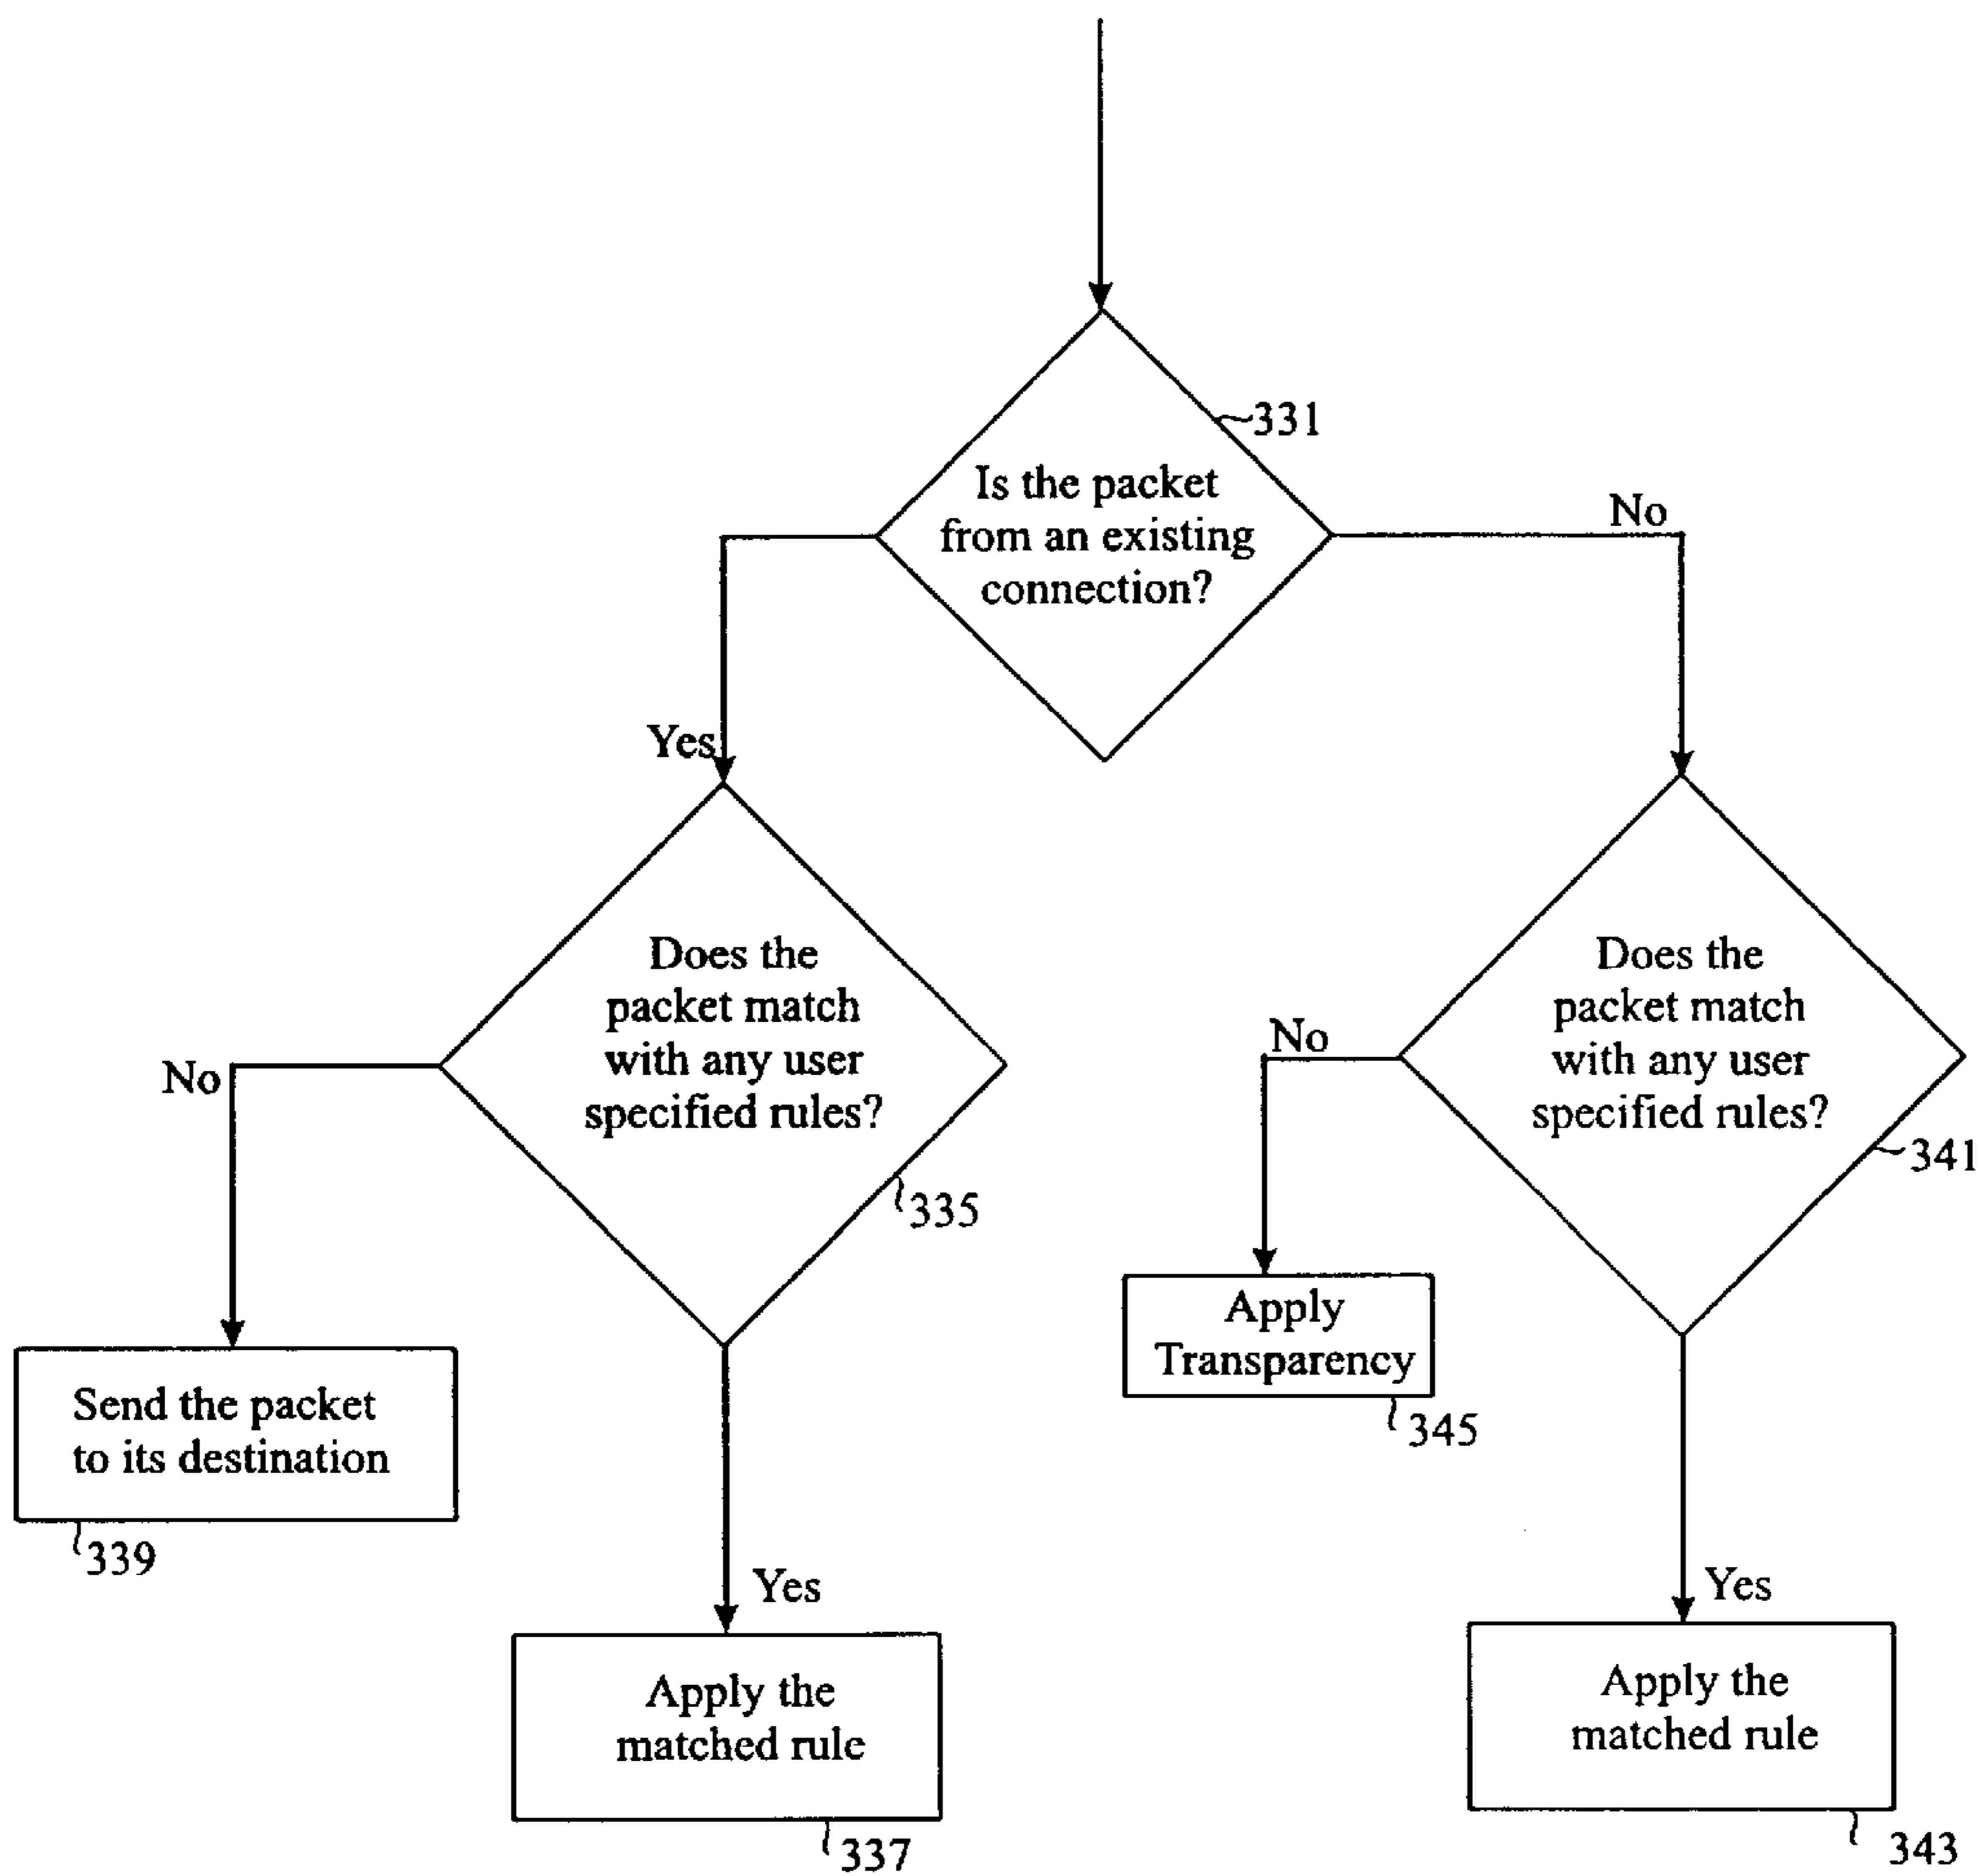 331
Is the packet
from an existing
connection?
No
Yes
Does the
packet match
with any user
specified rules?
335
No
Does the
packet match
with any user
specified rules?
341
No
Apply
Transparency
345
Send the packet
to its destination
339
Yes
Apply the
matched rule
337
Yes
Apply the
matched rule
343